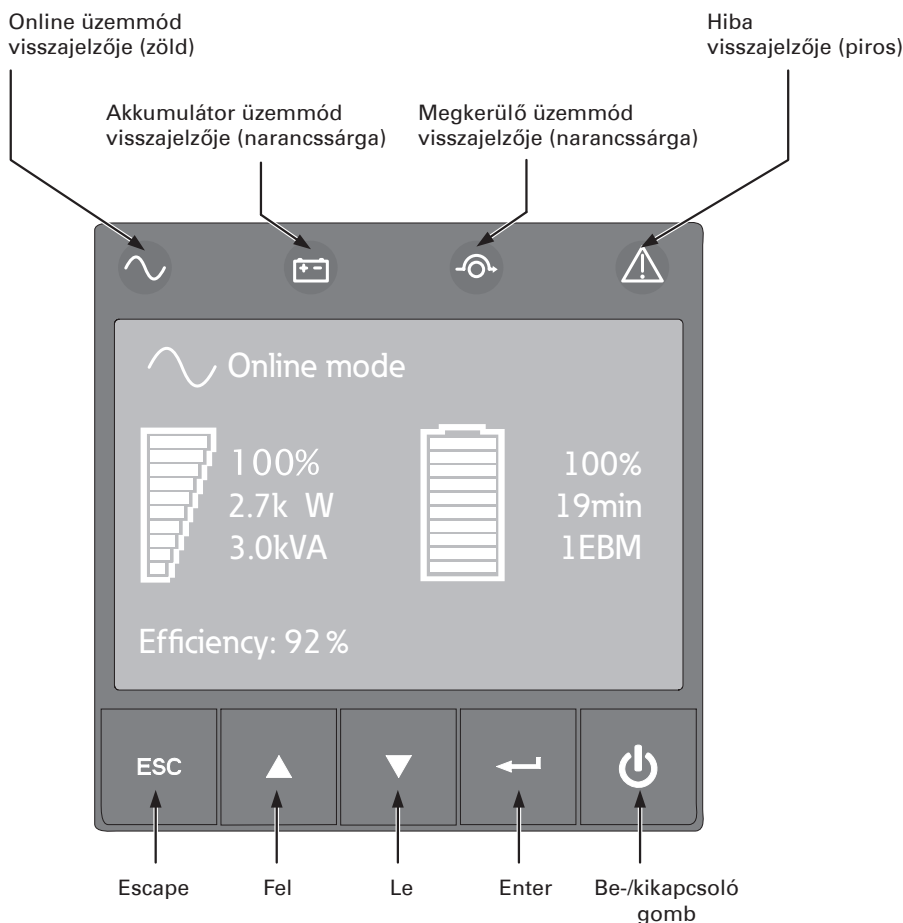 Online üzemmód
visszajelzője (zöld)
Hiba
visszajelzője (piros)
Akkumulátor üzemmód
visszajelzője (narancssárga)
Megkerülő üzemmód
visszajelzője (narancssárga)
Online mode
100%
2.7k W
3.0kVA
100%
19min
1EBM
Efficiency: 92%
ESC
Escape
Fel
Le
Enter
Be-/kikapcsoló
gomb